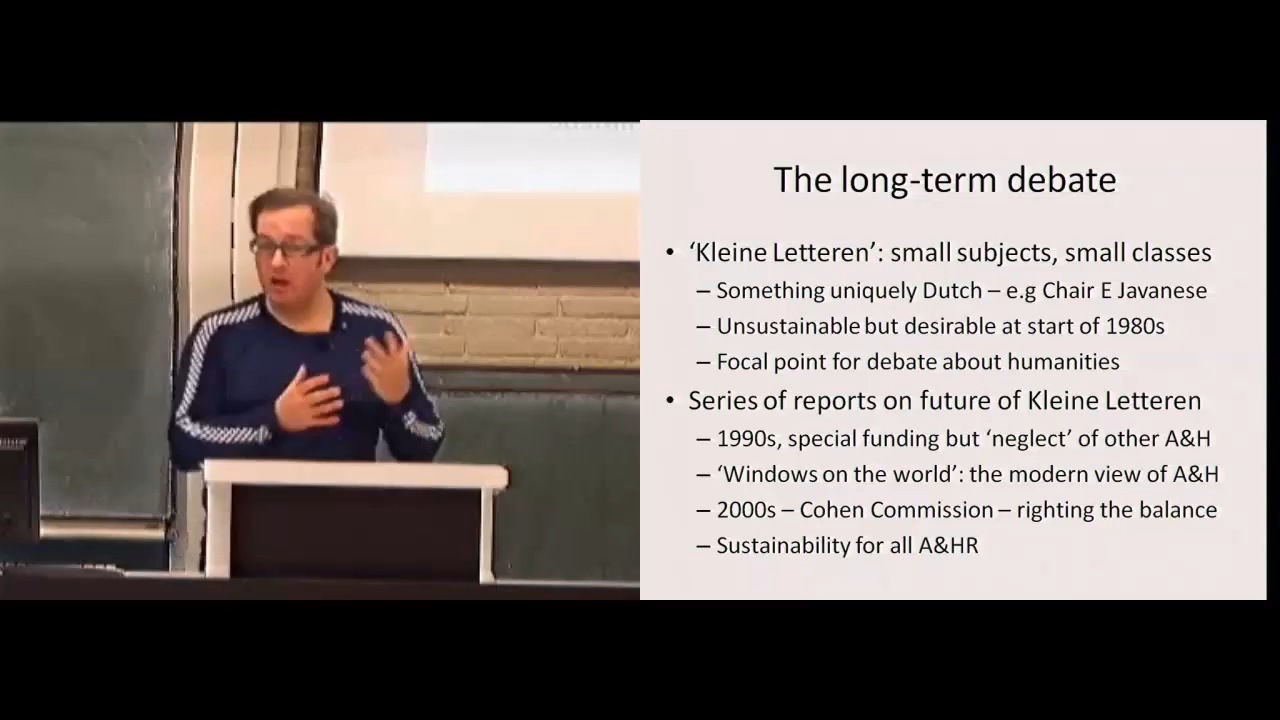 The long-term debate
• ‘Kleine Letteren’: small subjects, small classes
– Something uniquely Dutch – e.g Chair E Javanese
– Unsustainable but desirable at start of 1980s
– Focal point for debate about humanities
• Series of reports on future of Kleine Letteren
– 1990s, special funding but ‘neglect’ of other A&H
– ‘Windows on the world’: the modern view of A&H
– 2000s – Cohen Commission – righting the balance
– Sustainability for all A&HR